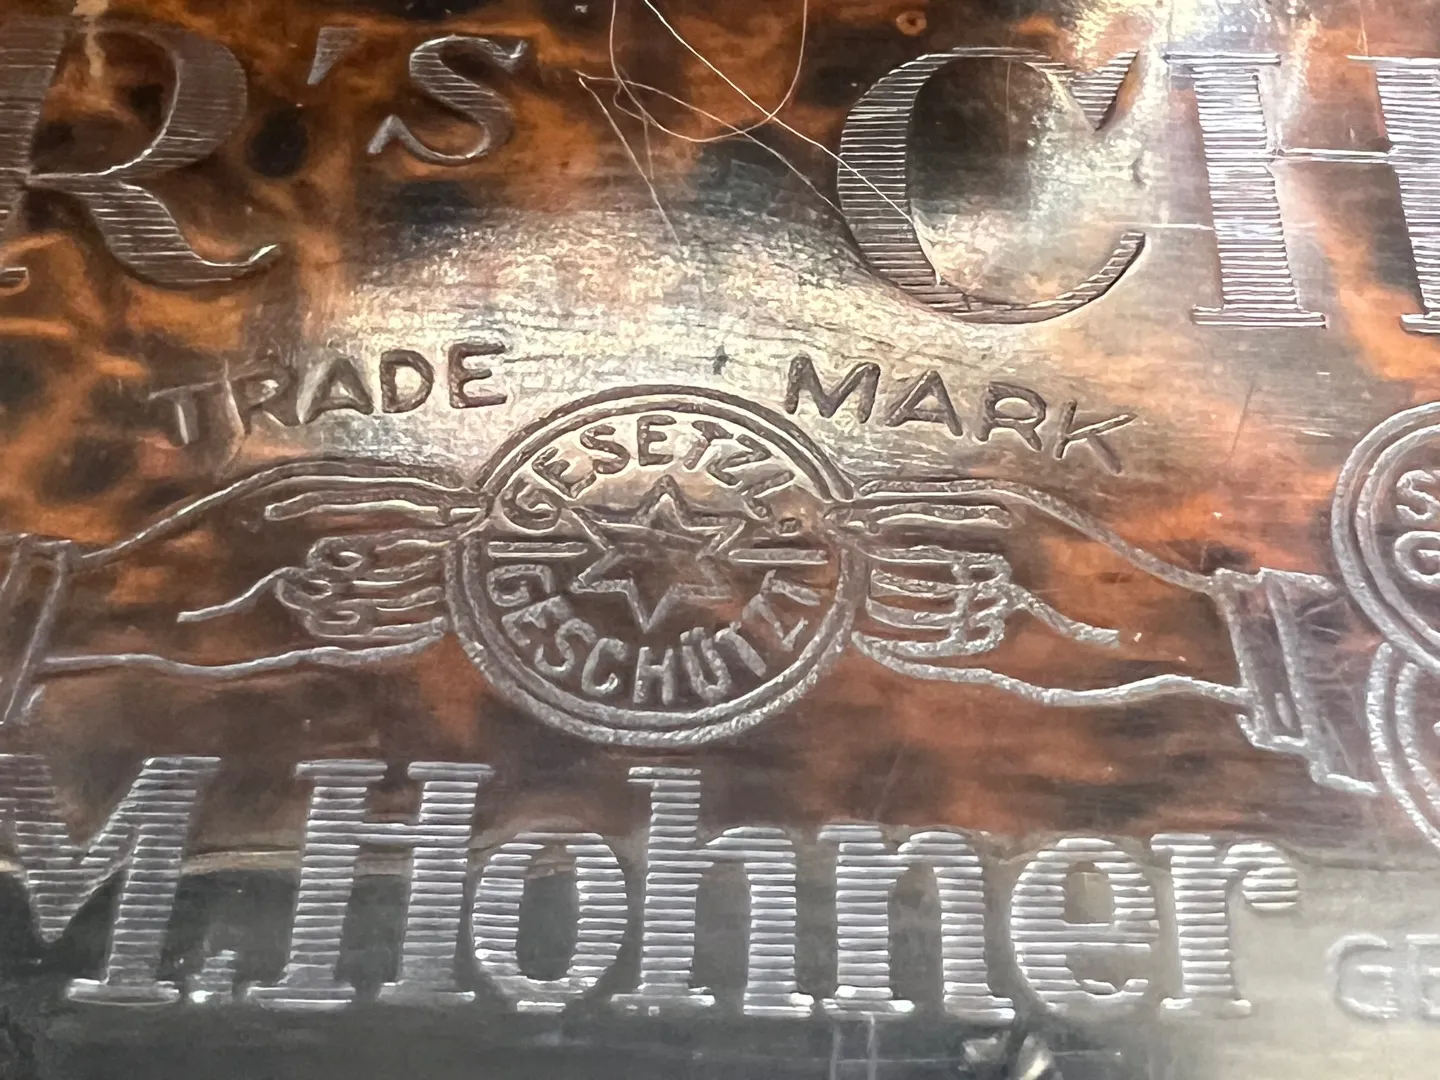 R's CH
TRADE MARK
GESETZL.
GESCHÜTZT
M. Hohner